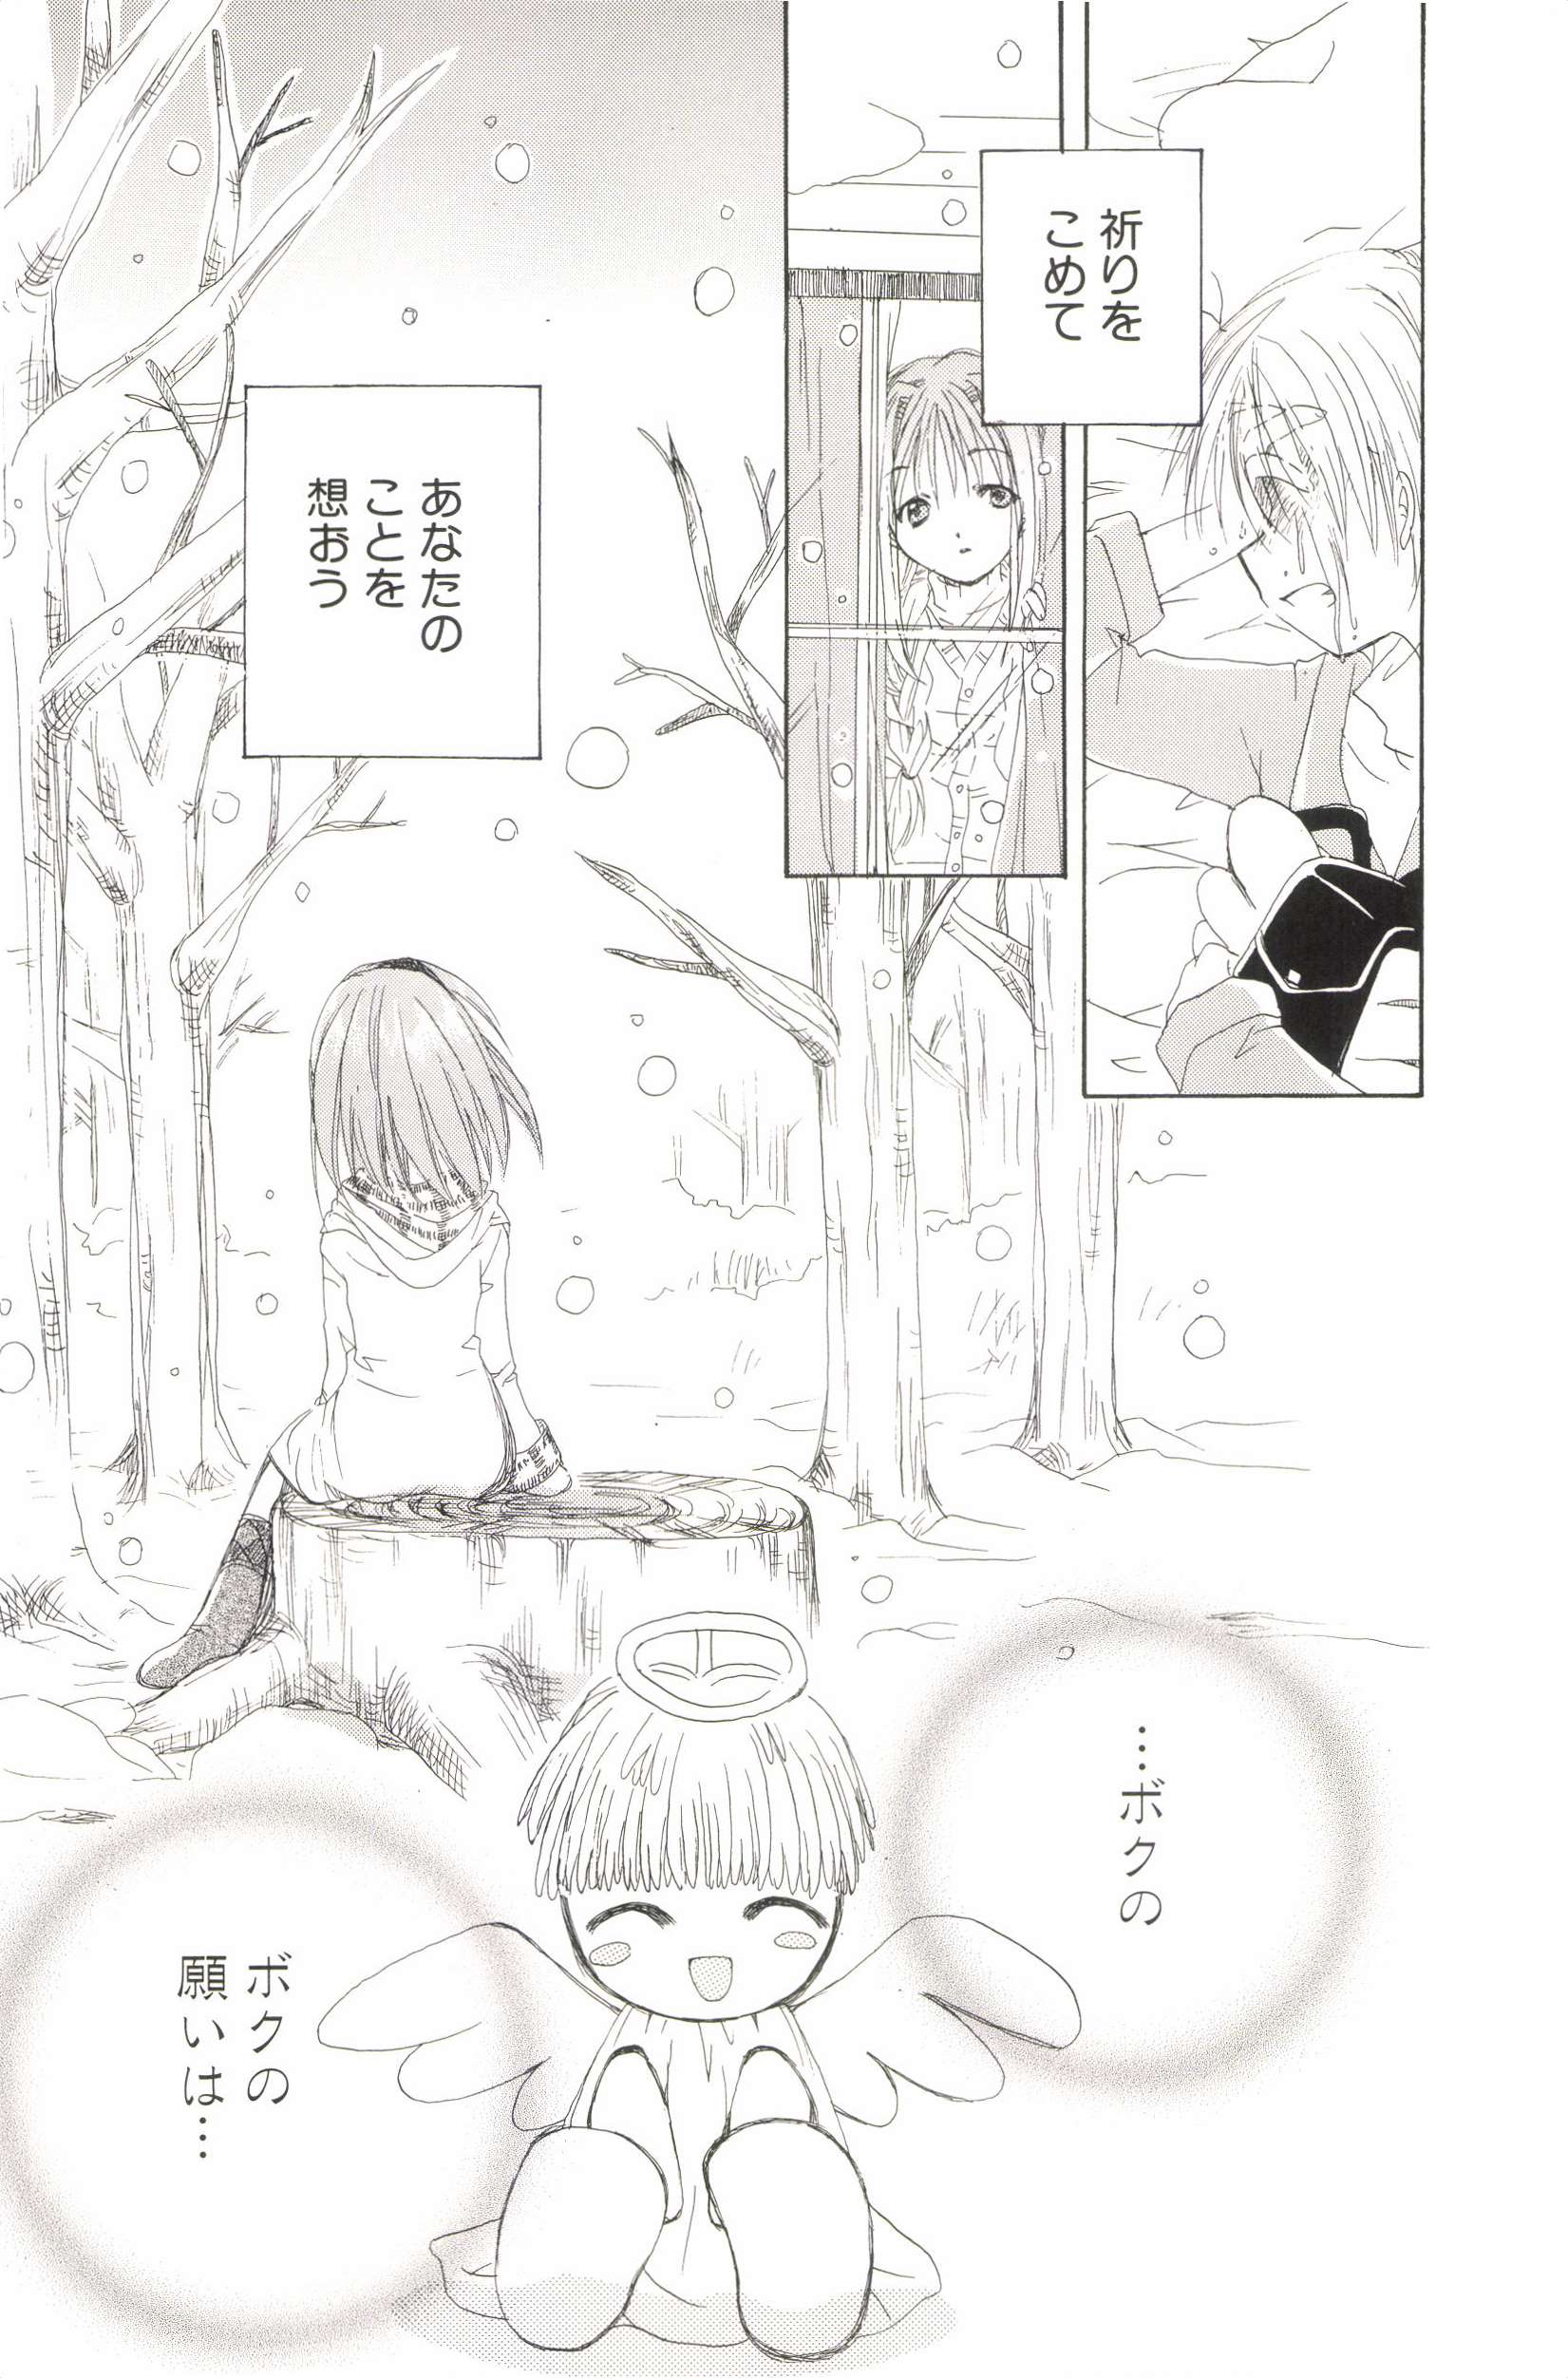 祈りを
こめて
あなたの
ことを
想おう
…ボクの
ボクの
願いは…